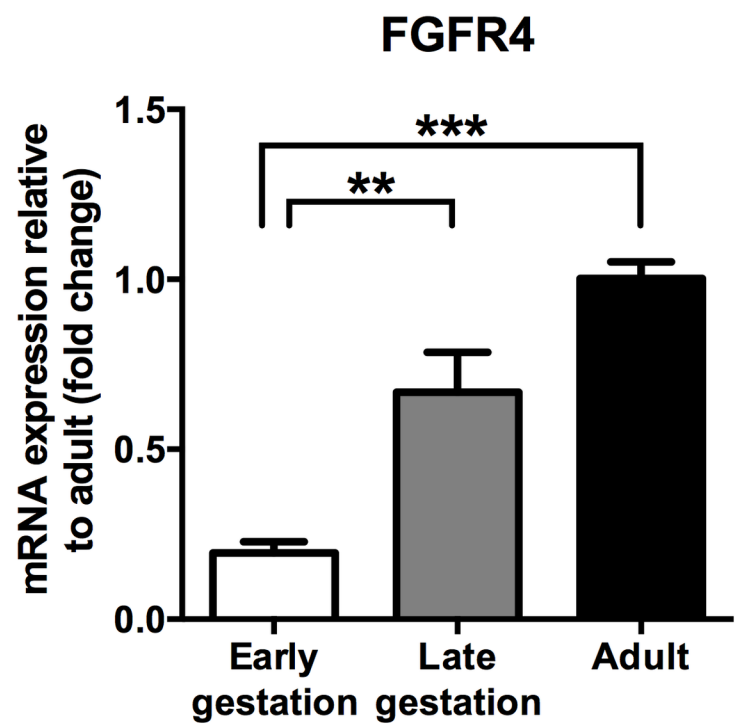 FGFR4
mRNA expression relative
to adult (fold change)
1.5
1.0
0.5
0.0
***
**
Early
gestation
Late
gestation
Adult